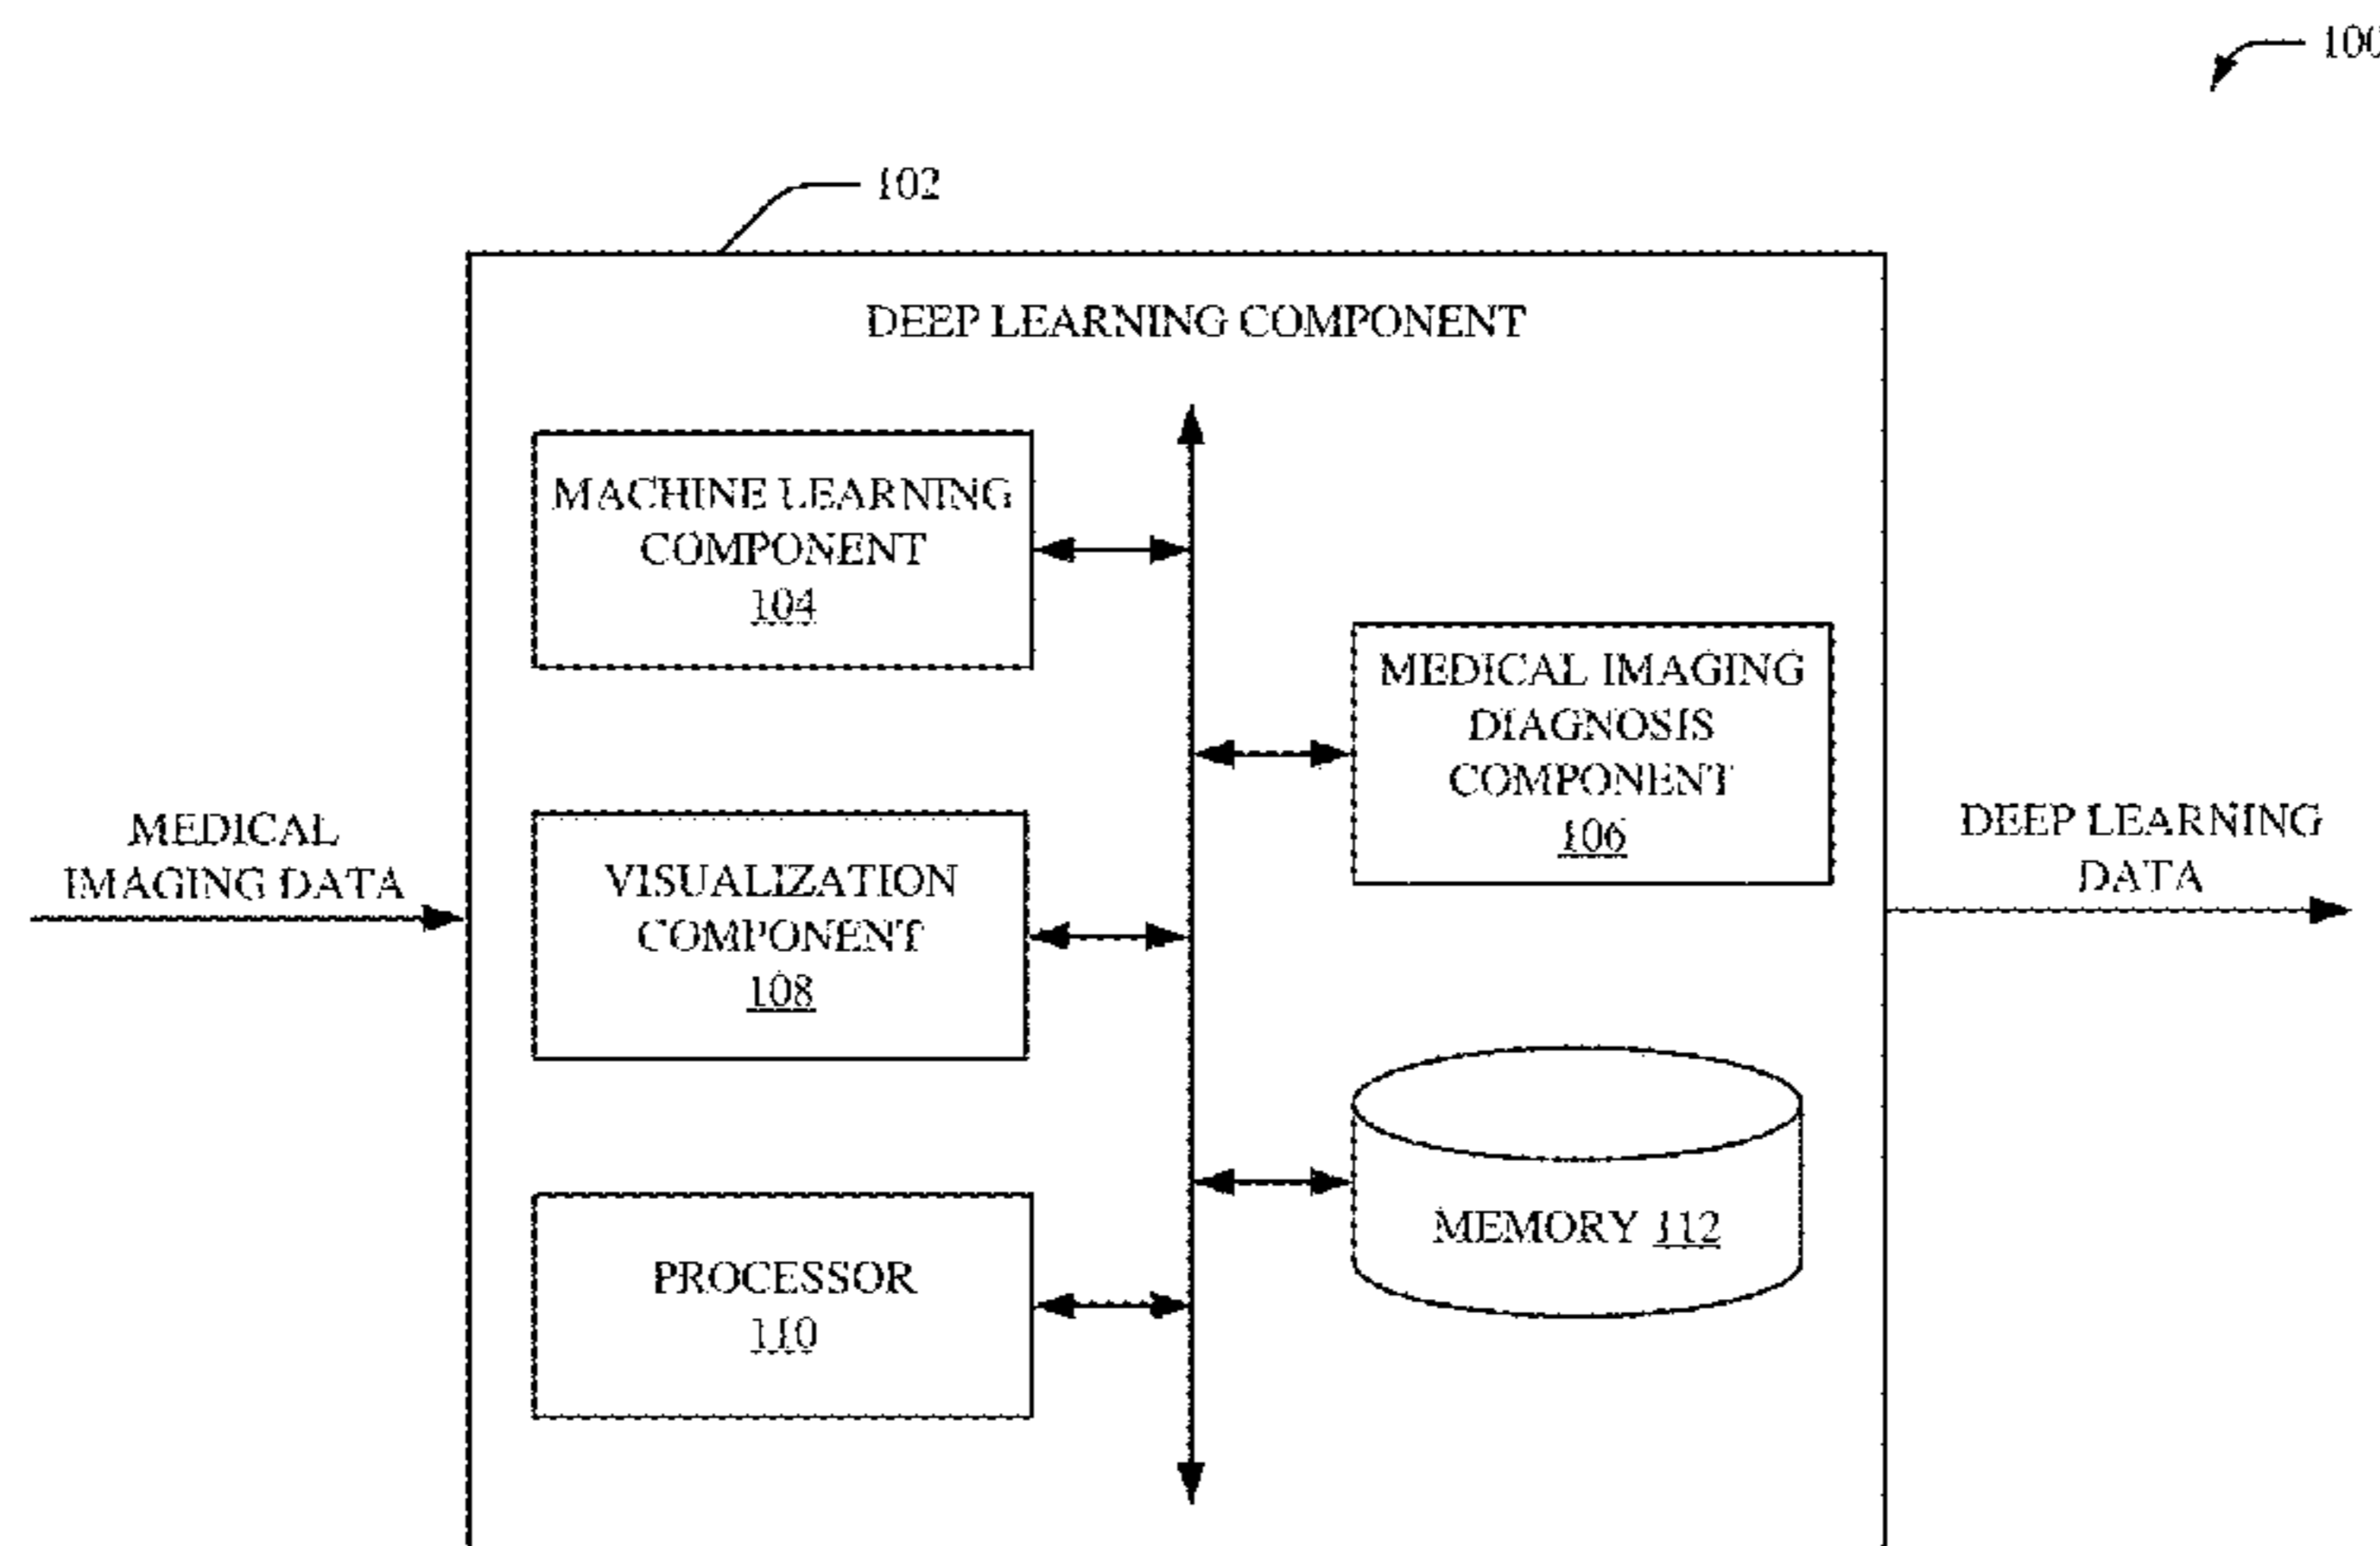 100
102
DEEP LEARNING COMPONENT
MACHINE LEARNING
COMPONENT
104
MEDICAL IMAGING
DIAGNOSIS
COMPONENT
106
MEDICAL
IMAGING DATA
VISUALIZATION
COMPONENT
108
DEEP LEARNING
DATA
MEMORY 112
PROCESSOR
110